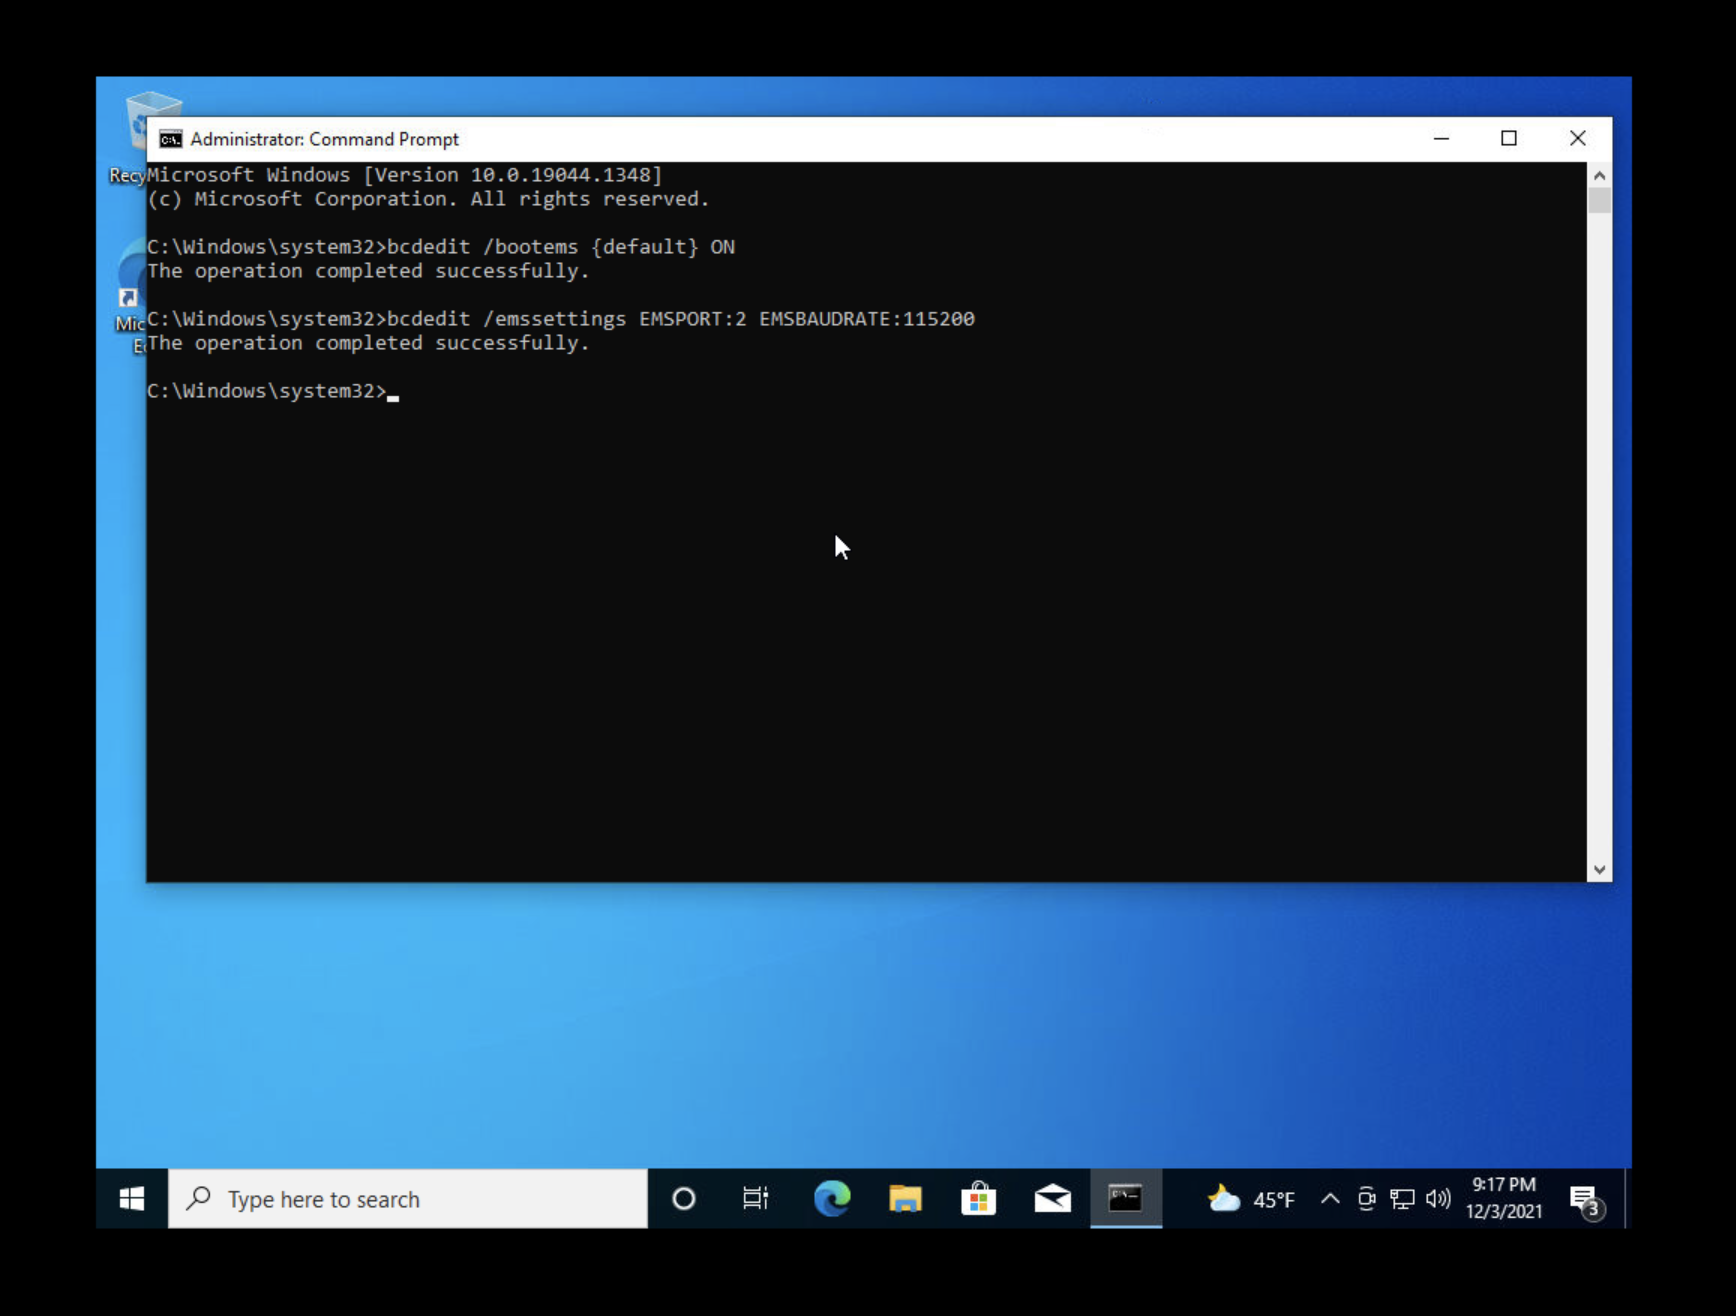 Administrator: Command Prompt
Recy
Microsoft Windows [Version 10.0.19044.1348]
(c) Microsoft Corporation. All rights reserved.
C:\Windows\system32>bcdedit /bootems {default} ON
The operation completed successfully.
Mic
C:\Windows\system32>bcdedit /emssettings EMSPORT:2 EMSBAUDRATE:115200
The operation completed successfully.
C:\Windows\system32>
Type here to search
45°F
9:17 PM
12/3/2021
3